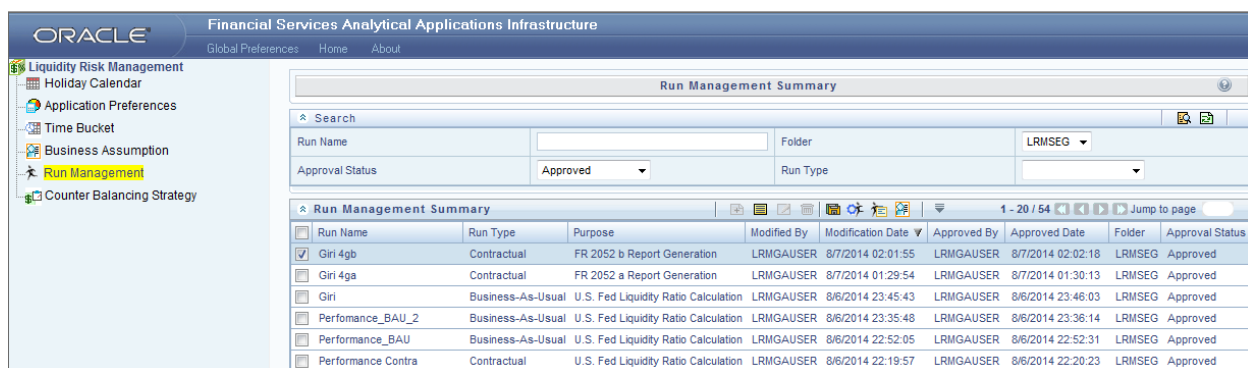 ORACLE
Financial Services Analytical Applications Infrastructure
Global Preferences Home About
Liquidity Risk Management
Holiday Calendar
Application Preferences
Time Bucket
Business Assumption
Run Management
Counter Balancing Strategy
Run Management Summary
Search
Run Name Folder LRMSEG
Approval Status Approved Run Type
Run Management Summary 1 - 20 / 54 Jump to page
Run Name Run Type Purpose Modified By Modification Date Approved By Approved Date Folder Approval Status
Giri 4gb Contractual FR 2052 b Report Generation LRMGAUSER 8/7/2014 02:01:55 LRMGAUSER 8/7/2014 02:02:18 LRMSEG Approved
Giri 4ga Contractual FR 2052 a Report Generation LRMGAUSER 8/7/2014 01:29:54 LRMGAUSER 8/7/2014 01:30:13 LRMSEG Approved
Giri Business-As-Usual U.S. Fed Liquidity Ratio Calculation LRMGAUSER 8/6/2014 23:45:43 LRMGAUSER 8/6/2014 23:46:03 LRMSEG Approved
Perfomance_BAU_2 Business-As-Usual U.S. Fed Liquidity Ratio Calculation LRMGAUSER 8/6/2014 23:35:48 LRMGAUSER 8/6/2014 23:36:14 LRMSEG Approved
Performance_BAU Business-As-Usual U.S. Fed Liquidity Ratio Calculation LRMGAUSER 8/6/2014 22:52:05 LRMGAUSER 8/6/2014 22:52:31 LRMSEG Approved
Performance Contra Contractual U.S. Fed Liquidity Ratio Calculation LRMGAUSER 8/6/2014 22:19:57 LRMGAUSER 8/6/2014 22:20:23 LRMSEG Approved